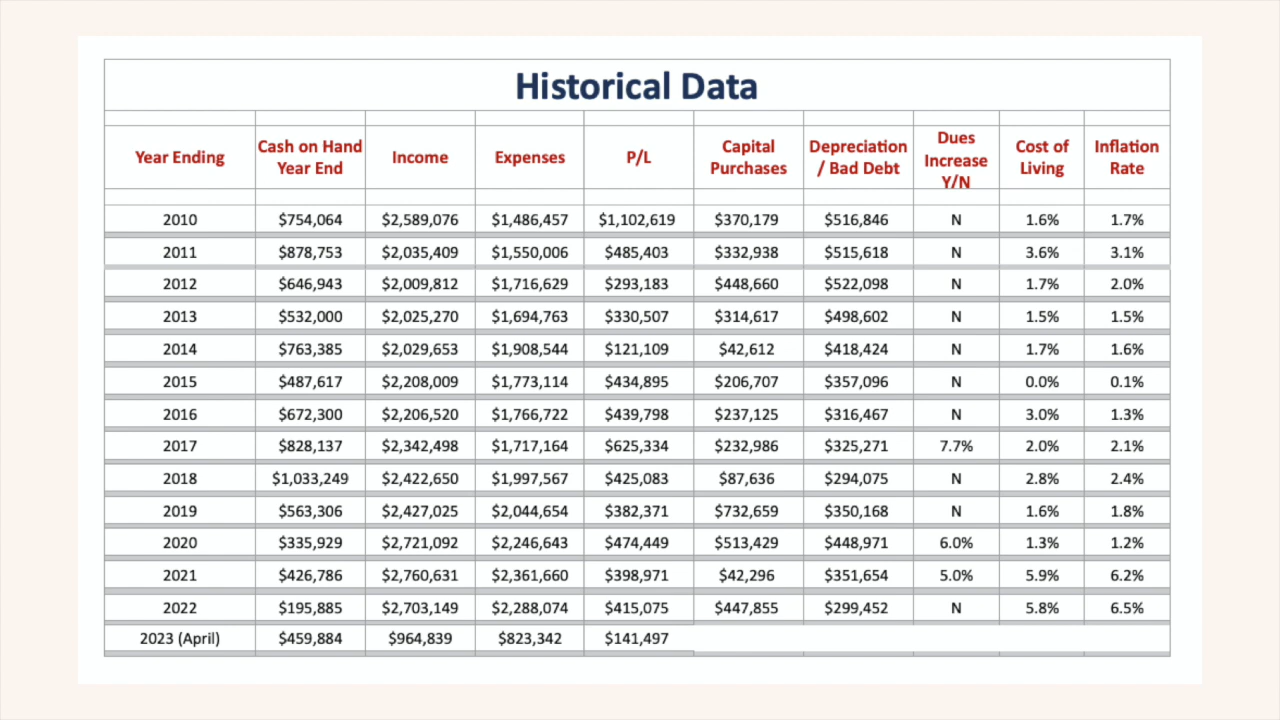 Historical Data
Year Ending Cash on Hand Year End Income Expenses P/L Capital Purchases Depreciation / Bad Debt Dues Increase Y/N Cost of Living Inflation Rate
2010 $754,064 $2,589,076 $1,486,457 $1,102,619 $370,179 $516,846 N 1.6% 1.7%
2011 $878,753 $2,035,409 $1,550,006 $485,403 $332,938 $515,618 N 3.6% 3.1%
2012 $646,943 $2,009,812 $1,716,629 $293,183 $448,660 $522,098 N 1.7% 2.0%
2013 $532,000 $2,025,270 $1,694,763 $330,507 $314,617 $498,602 N 1.5% 1.5%
2014 $763,385 $2,029,653 $1,908,544 $121,109 $42,612 $418,424 N 1.7% 1.6%
2015 $487,617 $2,208,009 $1,773,114 $434,895 $206,707 $357,096 N 0.0% 0.1%
2016 $672,300 $2,206,520 $1,766,722 $439,798 $237,125 $316,467 N 3.0% 1.3%
2017 $828,137 $2,342,498 $1,717,164 $625,334 $232,986 $325,271 7.7% 2.0% 2.1%
2018 $1,033,249 $2,422,650 $1,997,567 $425,083 $87,636 $294,075 N 2.8% 2.4%
2019 $563,306 $2,427,025 $2,044,654 $382,371 $732,659 $350,168 N 1.6% 1.8%
2020 $335,929 $2,721,092 $2,246,643 $474,449 $513,429 $448,971 6.0% 1.3% 1.2%
2021 $426,786 $2,760,631 $2,361,660 $398,971 $42,296 $351,654 5.0% 5.9% 6.2%
2022 $195,885 $2,703,149 $2,288,074 $415,075 $447,855 $299,452 N 5.8% 6.5%
2023 (April) $459,884 $964,839 $823,342 $141,497